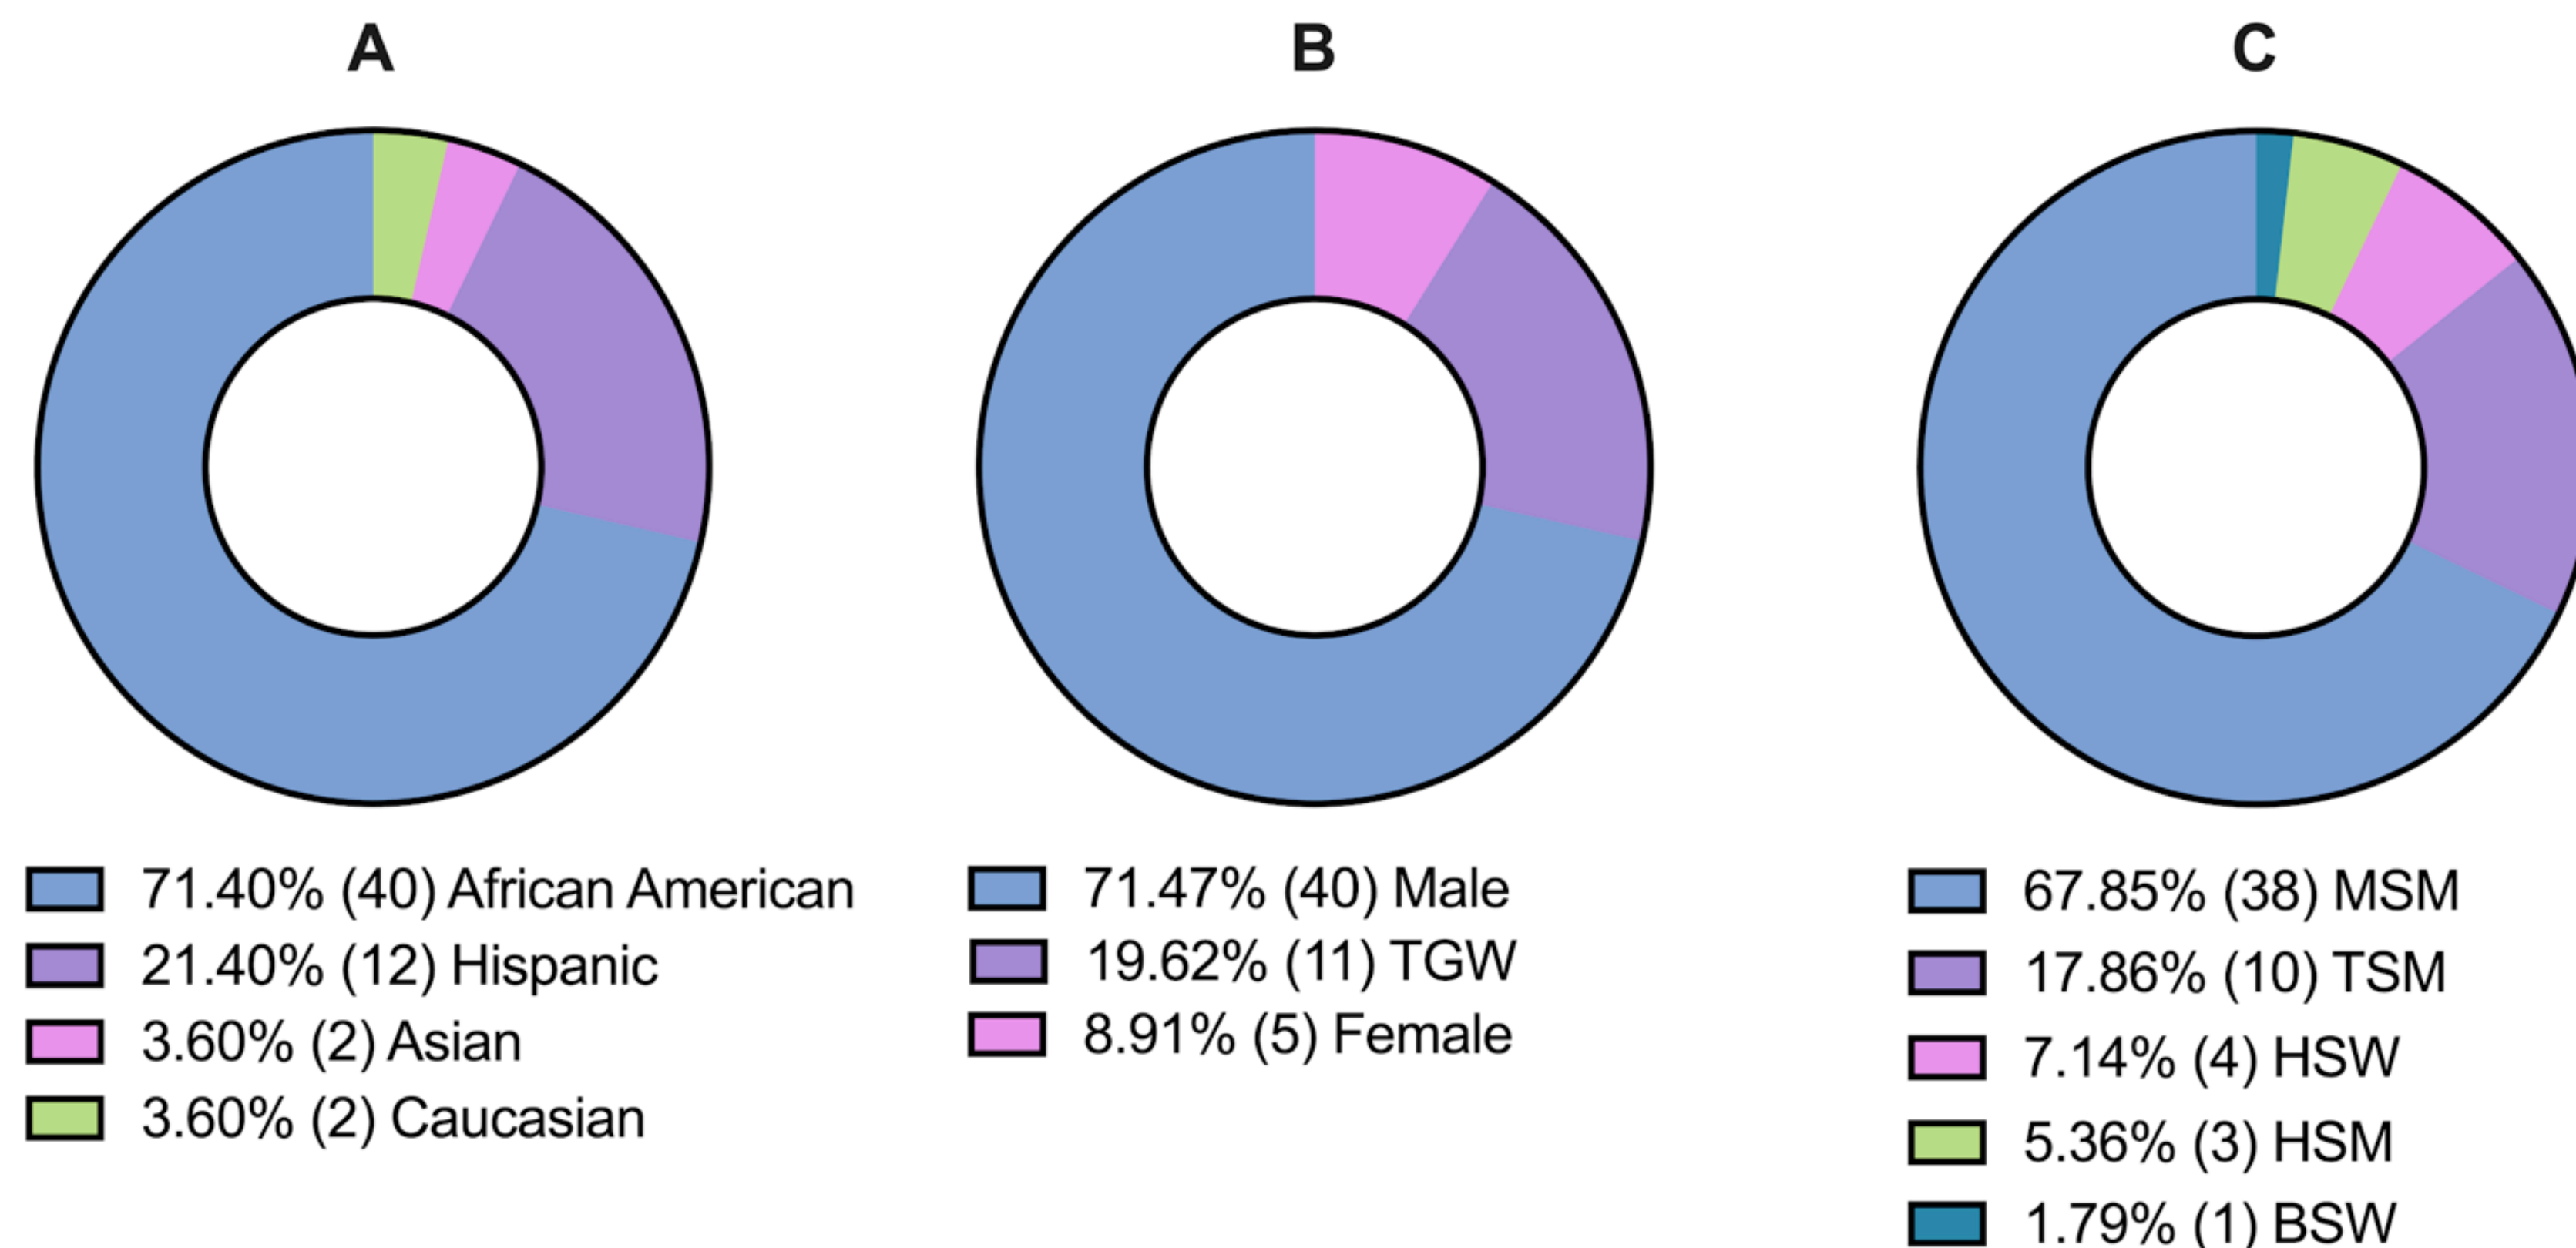 A
B
C
71.40% (40) African American
21.40% (12) Hispanic
3.60% (2) Asian
3.60% (2) Caucasian
71.47% (40) Male
19.62% (11) TGW
8.91% (5) Female
67.85% (38) MSM
17.86% (10) TSM
7.14% (4) HSW
5.36% (3) HSM
1.79% (1) BSW